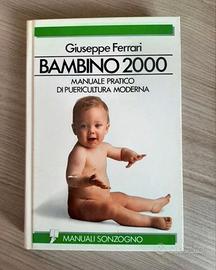 Giuseppe Ferrari
BAMBINO 2000
MANUALE PRATICO
DI PUERICULTURA MODERNA
MANUALI SONZOGNO